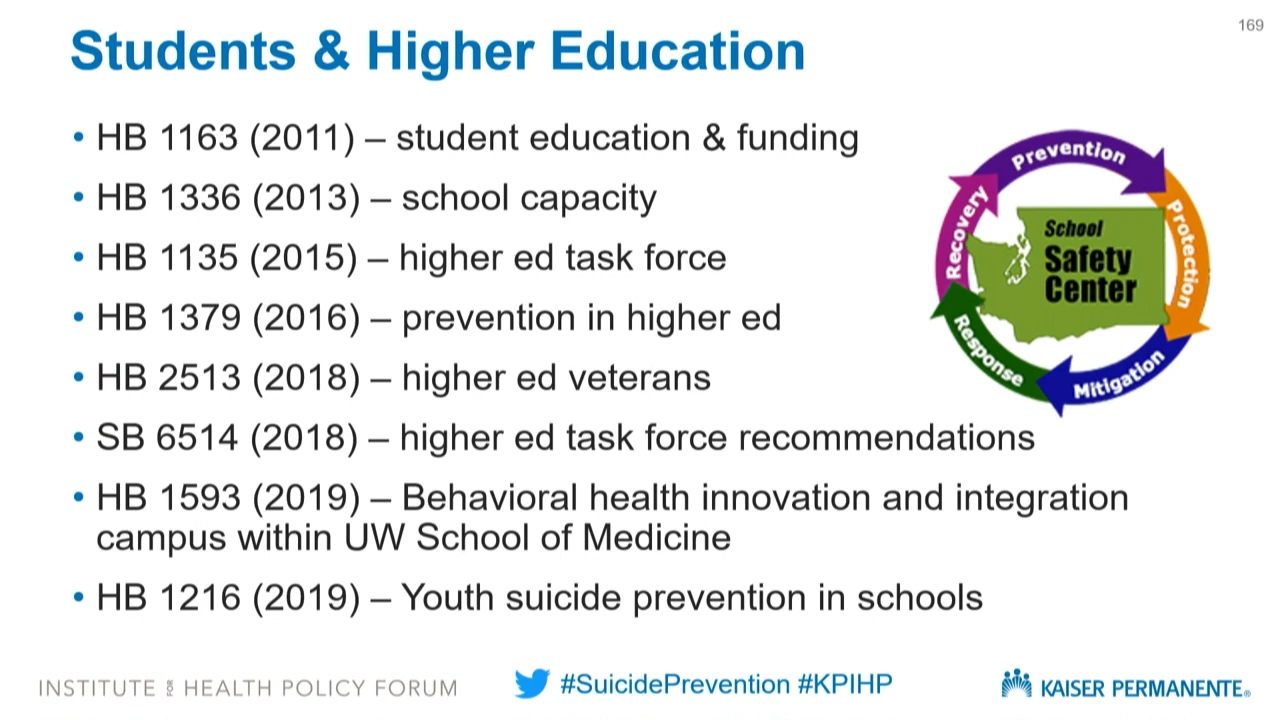 169
Students & Higher Education
• HB 1163 (2011) – student education & funding
• HB 1336 (2013) – school capacity
• HB 1135 (2015) – higher ed task force
• HB 1379 (2016) – prevention in higher ed
• HB 2513 (2018) – higher ed veterans
• SB 6514 (2018) – higher ed task force recommendations
• HB 1593 (2019) – Behavioral health innovation and integration
campus within UW School of Medicine
• HB 1216 (2019) – Youth suicide prevention in schools
Prevention
Protection
Mitigation
Response
Recovery
School
Safety
Center
INSTITUTE FOR HEALTH POLICY FORUM
#SuicidePrevention #KPIHP
KAISER PERMANENTE®